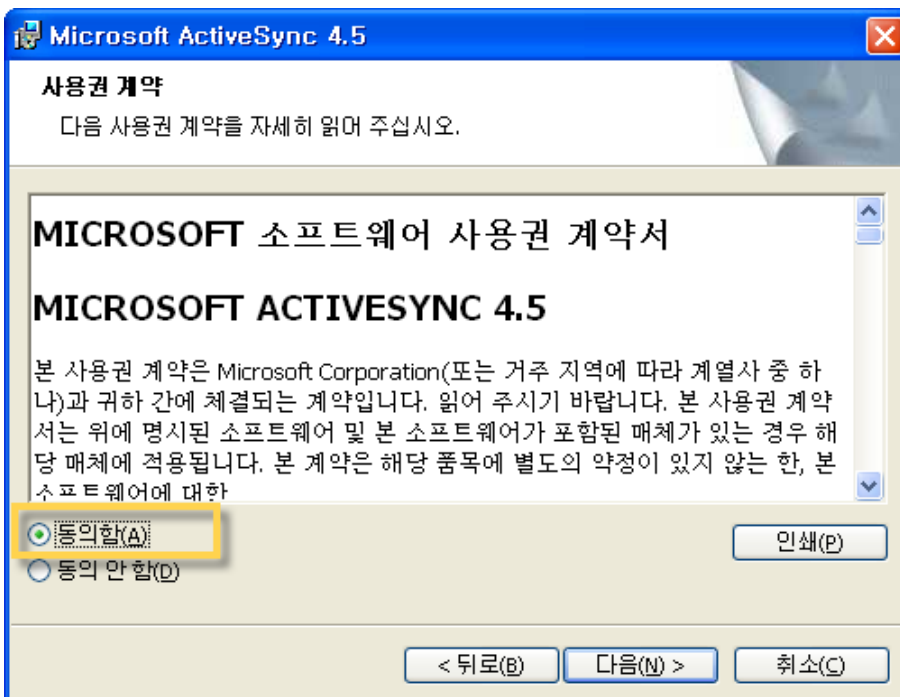 Microsoft ActiveSync 4.5
사용권 계약
다음 사용권 계약을 자세히 읽어 주십시오.
MICROSOFT 소프트웨어 사용권 계약서
MICROSOFT ACTIVESYNC 4.5
본 사용권 계약은 Microsoft Corporation(또는 거주 지역에 따라 계열사 중 하
나)과 귀하 간에 체결되는 계약입니다. 읽어 주시기 바랍니다. 본 사용권 계약
서는 위에 명시된 소프트웨어 및 본 소프트웨어가 포함된 매체가 있는 경우 해
당 매체에 적용됩니다. 본 계약은 해당 품목에 별도의 약정이 있지 않는 한, 본
소프트웨어에 대한
동의함(A)
인쇄(P)
동의 안 함(D)
< 뒤로(B)
다음(N) >
취소(C)